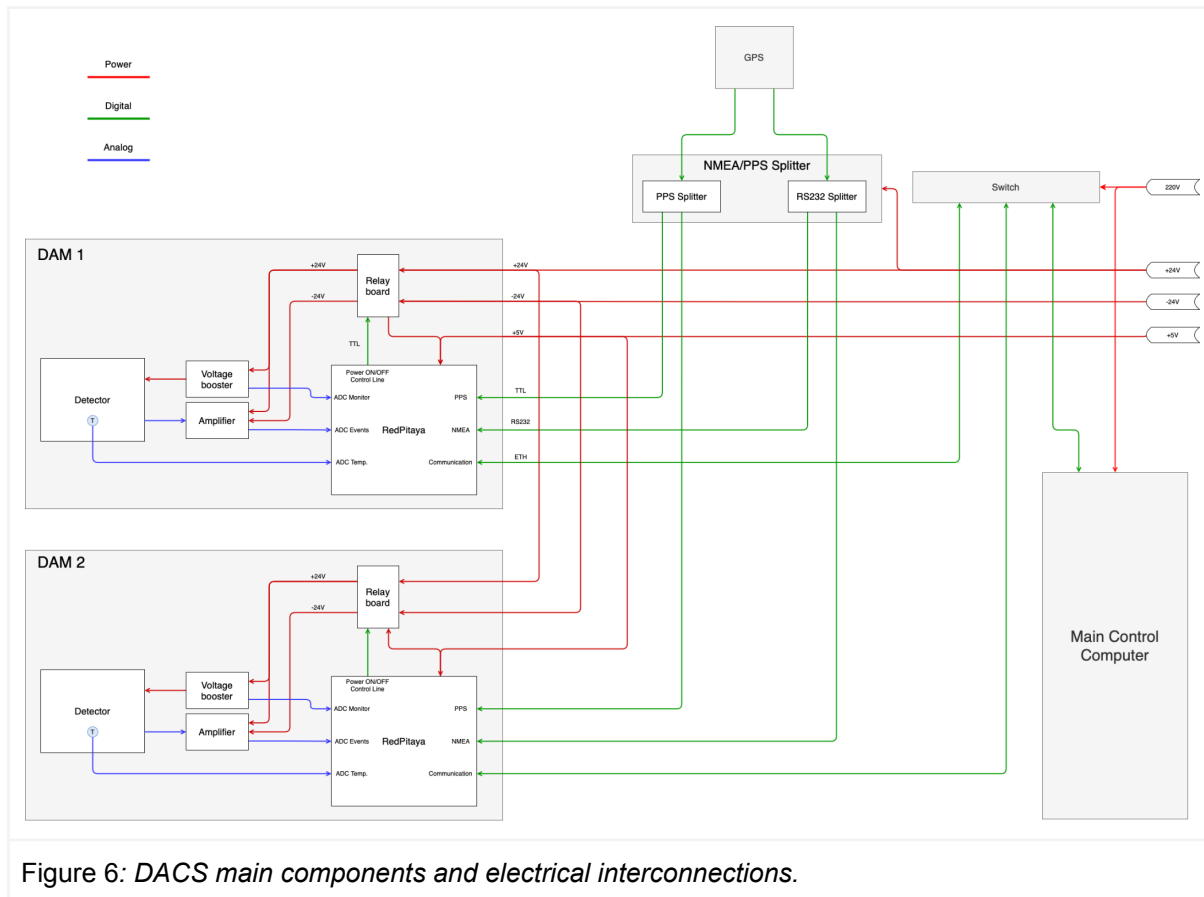 Power
Digital
Analog
GPS
NMEA/PPS Splitter
PPS Splitter
RS232 Splitter
Switch
220V
+24V
-24V
+5V
DAM 1
+24V
-24V
Relay
board
+24V
-24V
+5V
TTL
Detector
T
Voltage
booster
Amplifier
Power ON/OFF
Control Line
ADC Monitor
ADC Events
ADC Temp.
RedPitaya
PPS
NMEA
Communication
TTL
RS232
ETH
DAM 2
+24V
-24V
Relay
board
Detector
T
Voltage
booster
Amplifier
Power ON/OFF
Control Line
ADC Monitor
ADC Events
ADC Temp.
RedPitaya
PPS
NMEA
Communication
Main Control
Computer
Figure 6: DACS main components and electrical interconnections.